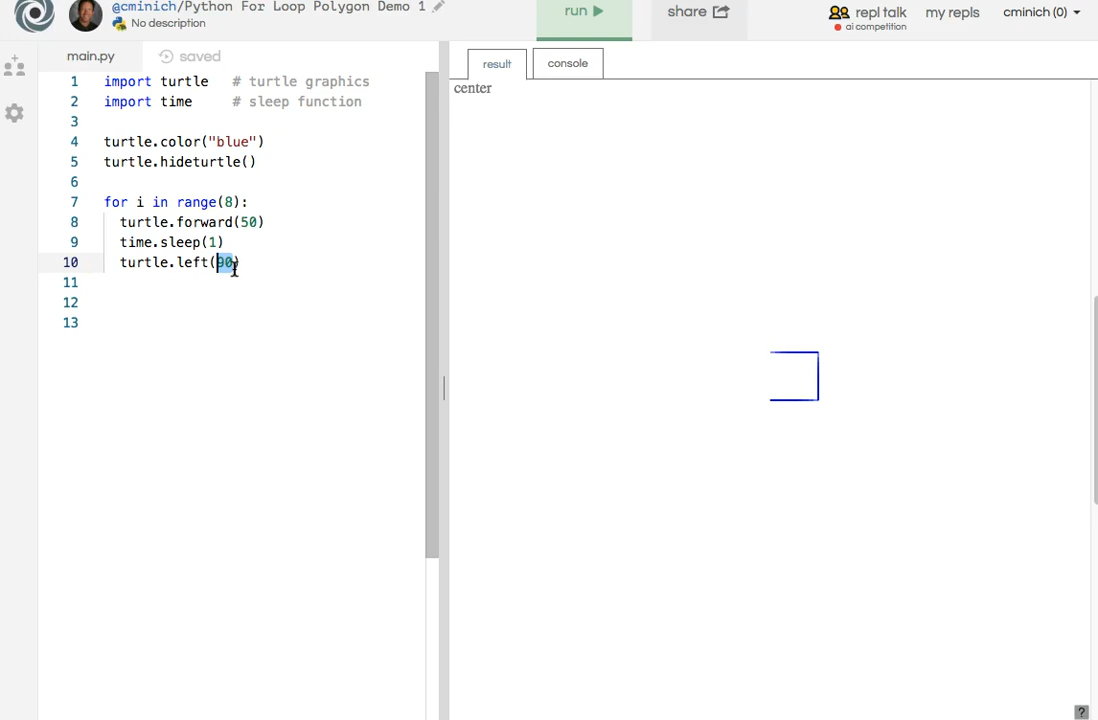 @cminich/Python For Loop Polygon Demo 1
No description
run
share
repl talk
ai competition
my repls
cminich (0)
main.py
saved
result
console
1 import turtle # turtle graphics
2 import time # sleep function
3
4 turtle.color("blue")
5 turtle.hideturtle()
6
7 for i in range(8):
8 turtle.forward(50)
9 time.sleep(1)
10 turtle.left(90)
11
12
13
center
?